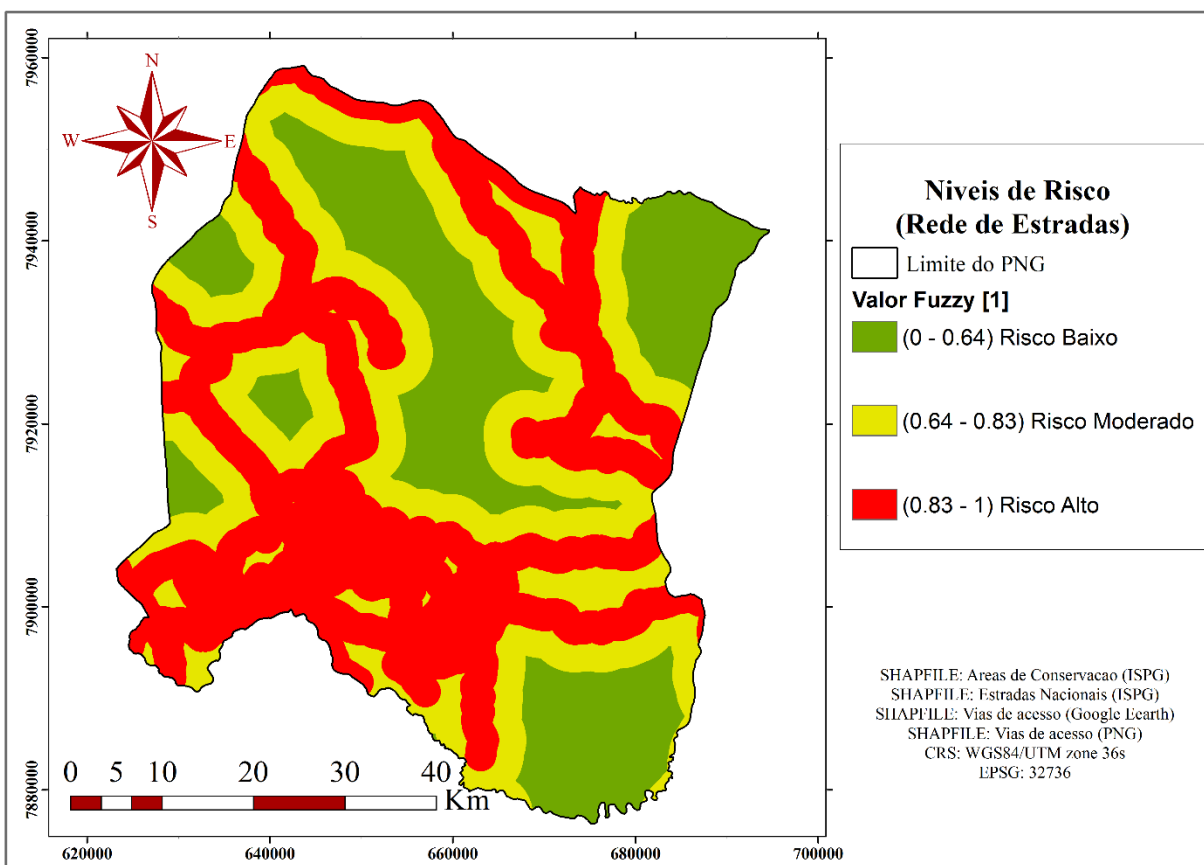 7960000
7940000
7920000
7900000
7880000
N
W
E
S
0 5 10 20 30 40
Km
620000 640000 660000 680000 700000
Niveis de Risco
(Rede de Estradas)
Limite do PNG
Valor Fuzzy [1]
(0 - 0.64) Risco Baixo
(0.64 - 0.83) Risco Moderado
(0.83 - 1) Risco Alto
SHAPFILE: Areas de Conservacao (ISPG)
SHAPFILE: Estradas Nacionais (ISPG)
SHAPFILE: Vias de acesso (Google Eearth)
SHAPFILE: Vias de acesso (PNG)
CRS: WGS84/UTM zone 36s
EPSG: 32736